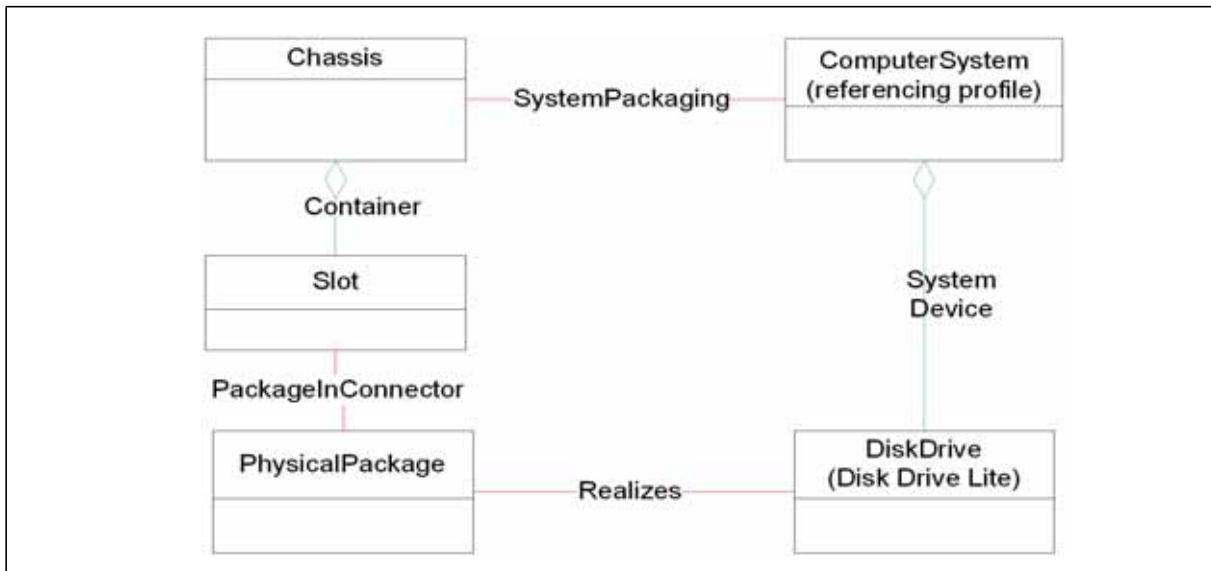 Chassis
ComputerSystem
(referencing profile)
SystemPackaging
Container
Slot
System
Device
PackageInConnector
PhysicalPackage
DiskDrive
(Disk Drive Lite)
Realizes